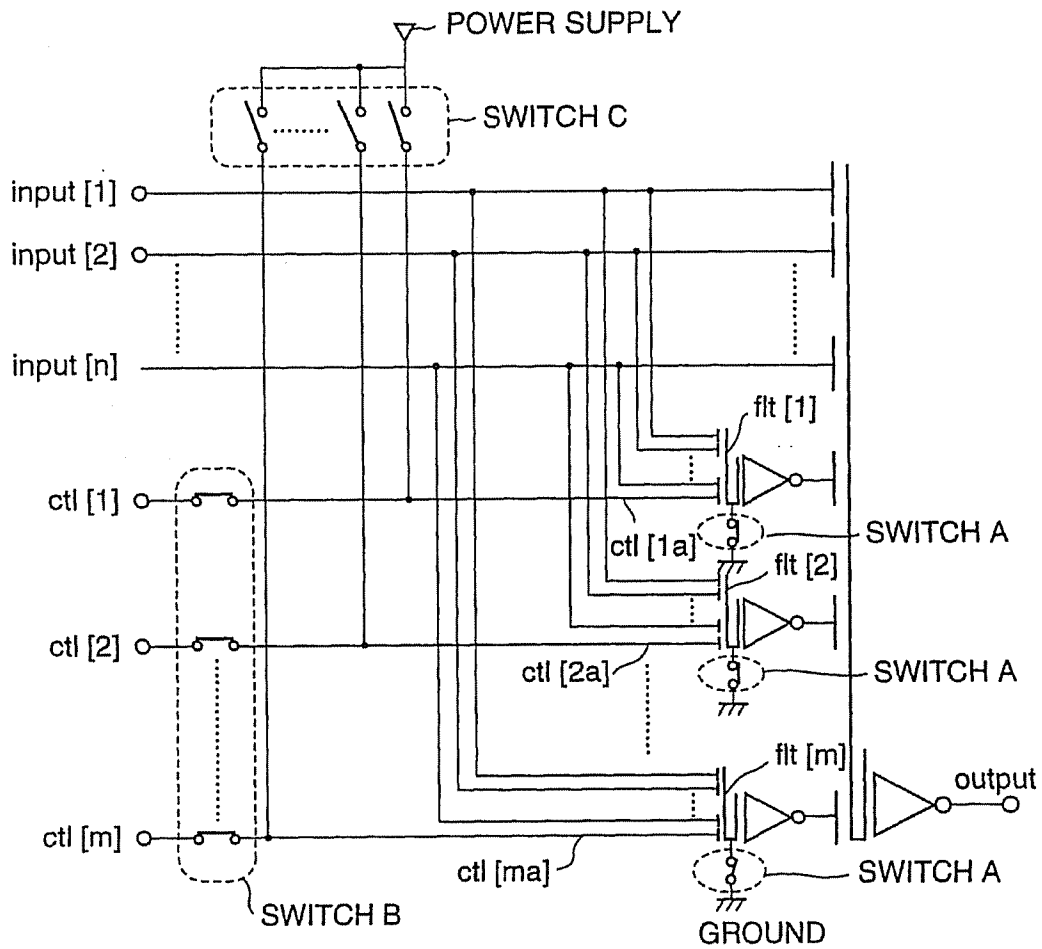 POWER SUPPLY
SWITCH C
input [1]
input [2]
input [n]
flt [1]
ctl [1]
ctl [1a]
SWITCH A
flt [2]
ctl [2]
ctl [2a]
SWITCH A
flt [m]
output
ctl [m]
ctl [ma]
SWITCH A
SWITCH B
GROUND